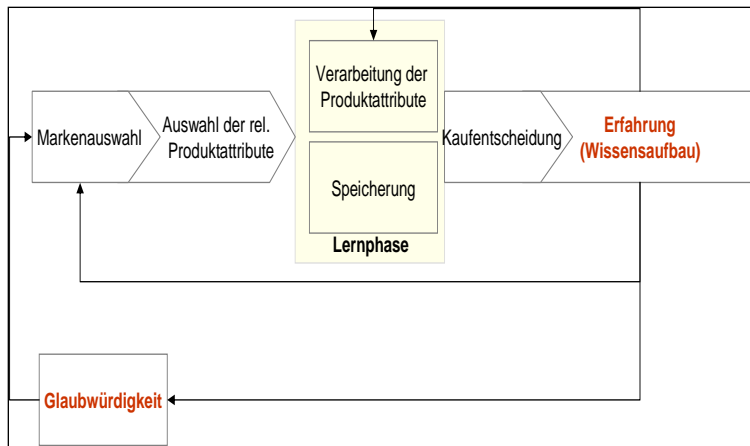 Markenauswahl
Auswahl der rel.
Produktattribute
Verarbeitung der
Produktattribute
Speicherung
Lernphase
Kaufentscheidung
Erfahrung
(Wissensaufbau)
Glaubwürdigkeit